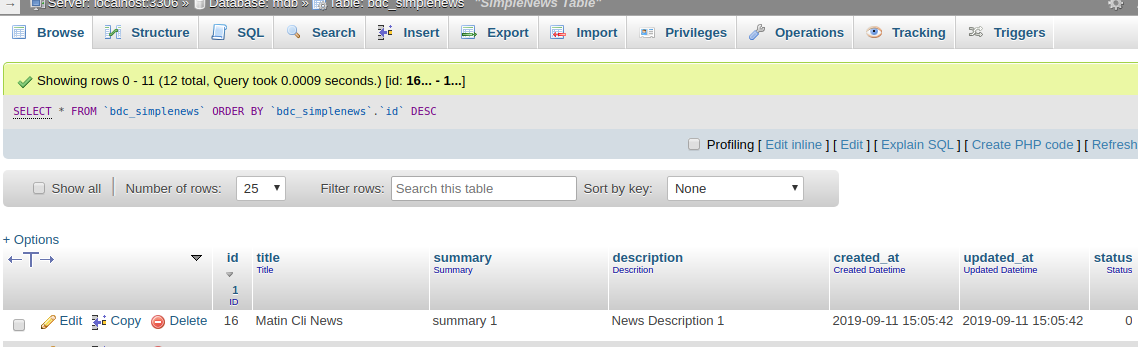 Server: localhost:3306 » Database: mdb » Table: bdc_simplenews "SimpleNews Table"
Browse Structure SQL Search Insert Export Import Privileges Operations Tracking Triggers
Showing rows 0 - 11 (12 total, Query took 0.0009 seconds.) [id: 16... - 1...]
SELECT * FROM `bdc_simplenews` ORDER BY `bdc_simplenews`.`id` DESC
Profiling [ Edit inline ] [ Edit ] [ Explain SQL ] [ Create PHP code ] [ Refresh
Show all Number of rows: 25 Filter rows: Search this table Sort by key: None
+ Options
←T→ id title summary description created_at updated_at status
Title Summary Descrition Created Datetime Updated Datetime Status
1
ID
Edit Copy Delete 16 Matin Cli News summary 1 News Description 1 2019-09-11 15:05:42 2019-09-11 15:05:42 0